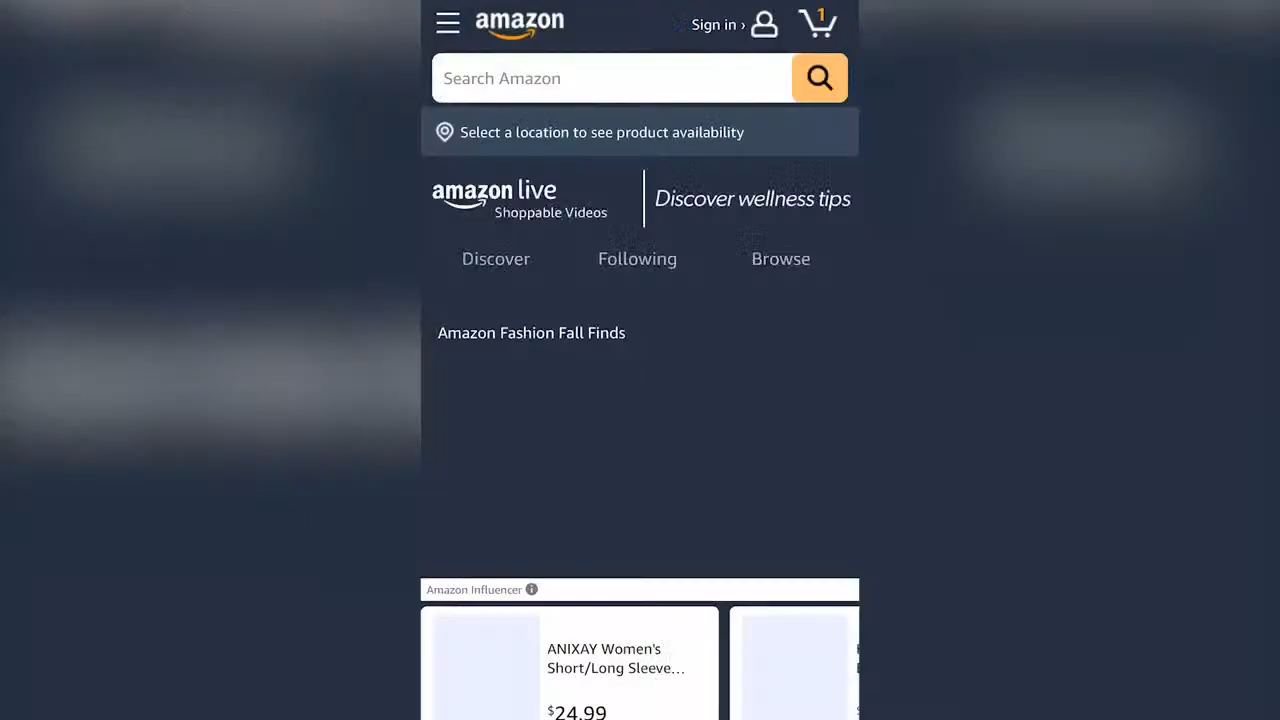 amazon
Sign in ›
1
Search Amazon
Select a location to see product availability
amazon live
Shoppable Videos
Discover wellness tips
Discover
Following
Browse
Amazon Fashion Fall Finds
Amazon Influencer
ANIXAY Women's
Short/Long Sleeve...
$24.99